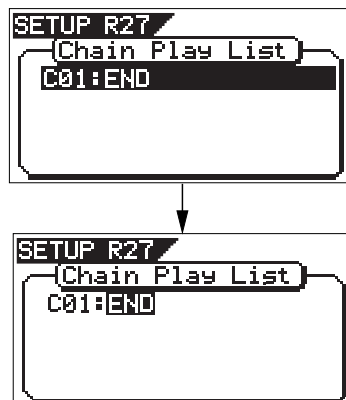 SETUP R27
Chain Play List
C01:END
SETUP R27
Chain Play List
C01:END